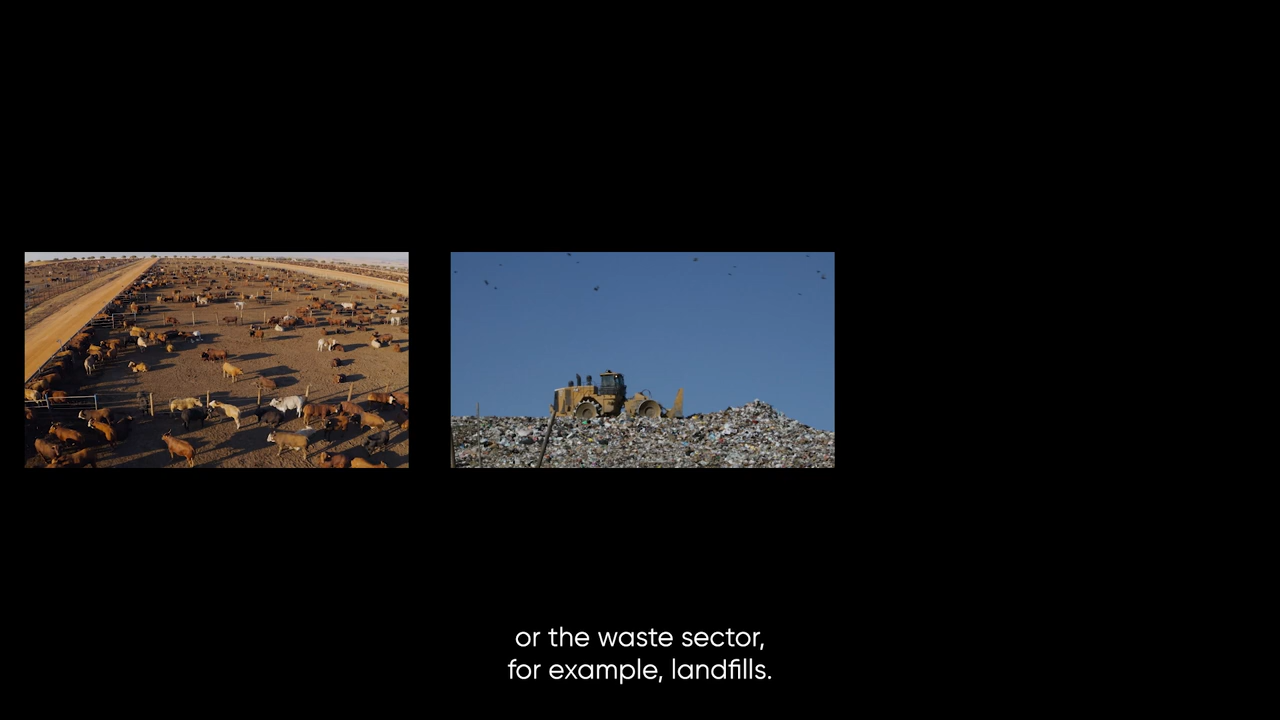 or the waste sector,
for example, landfills.